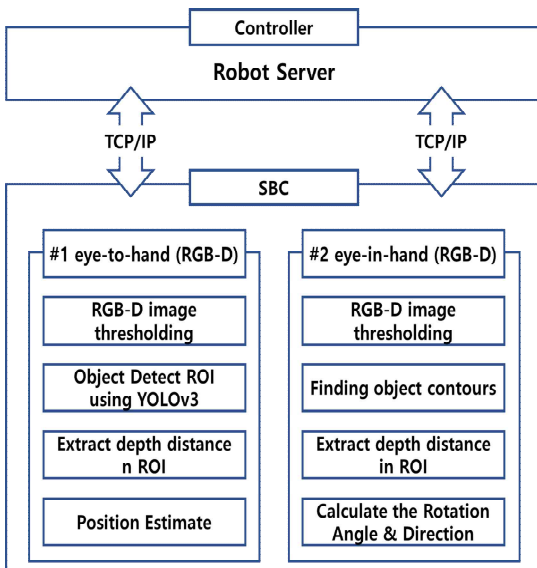 Controller
Robot Server
TCP/IP
TCP/IP
SBC
#1 eye-to-hand (RGB-D)
RGB-D image
thresholding
Object Detect ROI
using YOLOv3
Extract depth distance
n ROI
Position Estimate
#2 eye-in-hand (RGB-D)
RGB-D image
thresholding
Finding object contours
Extract depth distance
in ROI
Calculate the Rotation
Angle & Direction